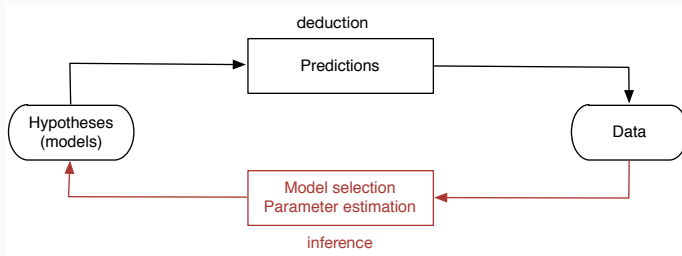 deduction
Predictions
Hypotheses
(models)
Data
Model selection
Parameter estimation
inference